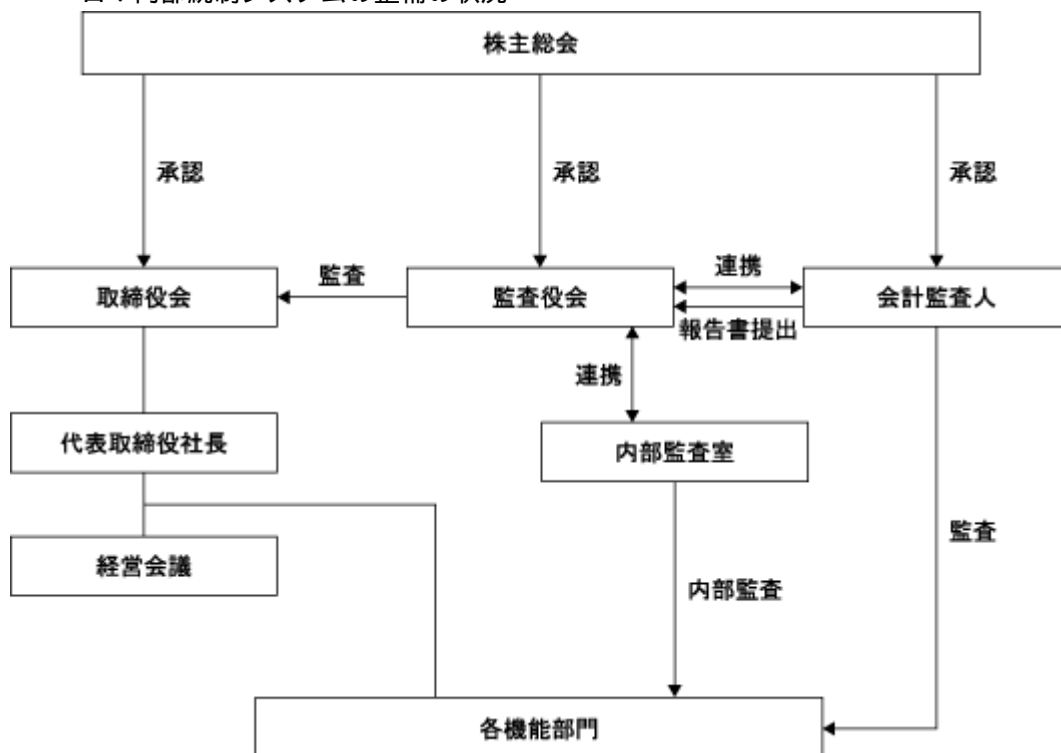 株主総会
承認
承認
承認
取締役会
監査
監査役会
連携
報告書提出
会計監査人
連携
代表取締役社長
内部監査室
経営会議
内部監査
監査
各機能部門